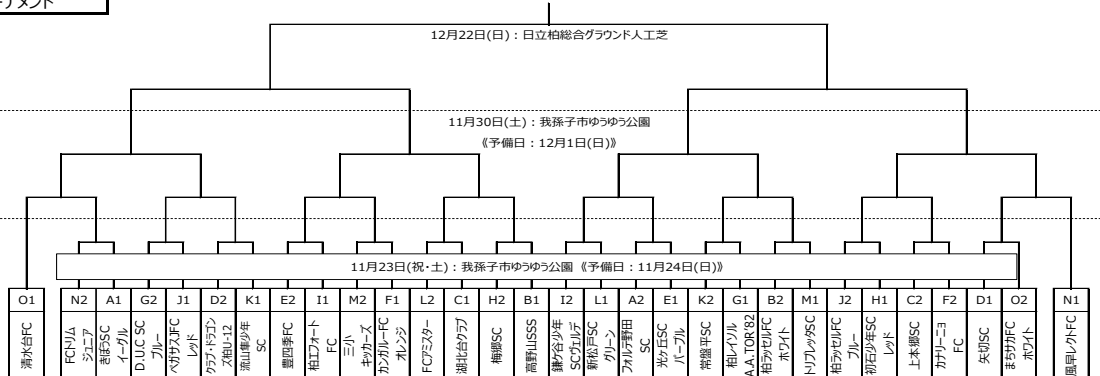 ーナメント
12月22日(日)：日立柏総合グラウンド人工芝
11月30日(土)：我孫子市ゆうゆう公園
《予備日：12月1日(日)》
11月23日(祝・土)：我孫子市ゆうゆう公園 《予備日：11月24日(日)》
O1 N2 A1 G2 J1 D2 K1 E2 I1 M2 F1 L2 C1 H2 B1 I2 L1 A2 E1 K2 G1 B2 M1 J2 H1 C2 F2 D1 O2 N1
清水台FC
FCトリム
ジュニア
きぼうSC
イーグル
D.U.C SC
ブルー
ペガサスJFC
レッド
クラブ・ドラゴン
ズ柏U-12
流山隼少年
SC
豊四季FC
柏エフォート
FC
三小
キッカーズ
カンガルーFC
オレンジ
FCアミスター
湖北台クラブ
梅郷SC
高野山SSS
鎌ケ谷少年
SCヴェルデ
新松戸SC
グリーン
フォルテ野田
SC
光ケ丘SC
パープル
常盤平SC
柏レイソル
A.A.TOR'82
柏ラッセルFC
ホワイト
トリプレッタSC
柏ラッセルFC
ブルー
初石少年SC
レッド
上本郷SC
カナリーニョ
FC
矢切SC
まちサカFC
ホワイト
風早レクトFC